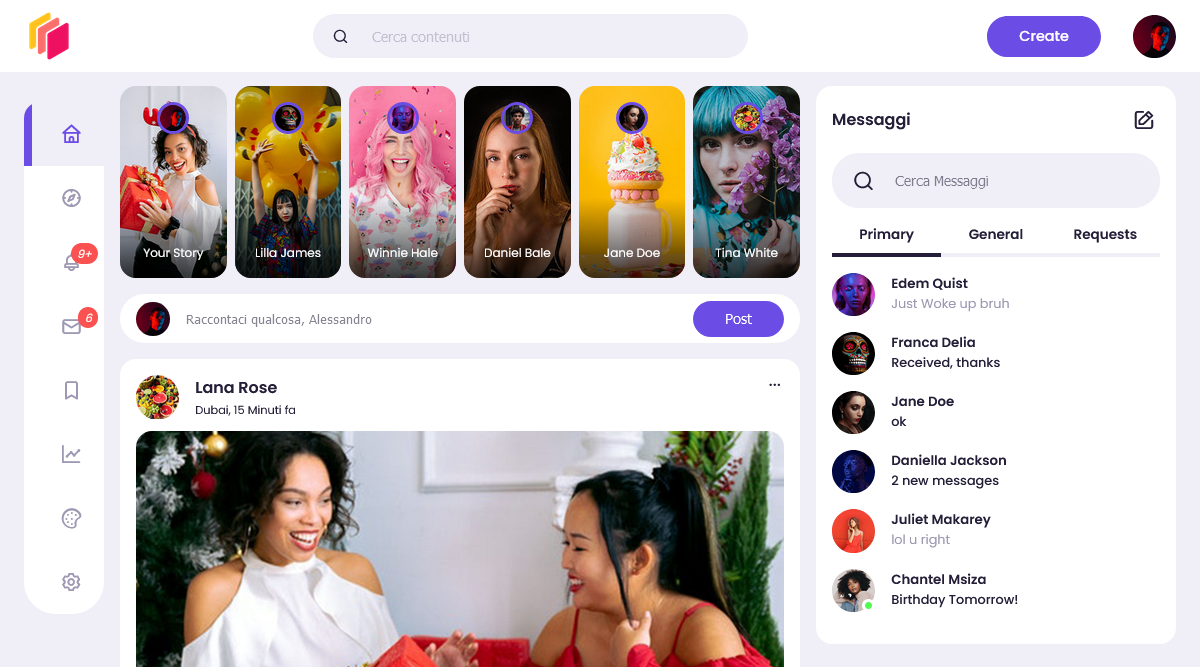 Cerca contenuti
Create
9+
6
Your Story
Lilla James
Winnie Hale
Daniel Bale
Jane Doe
Tina White
Raccontaci qualcosa, Alessandro
Post
Lana Rose
Dubai, 15 Minuti fa
Messaggi
Cerca Messaggi
Primary General Requests
Edem Quist
Just Woke up bruh
Franca Delia
Received, thanks
Jane Doe
ok
Daniella Jackson
2 new messages
Juliet Makarey
lol u right
Chantel Msiza
Birthday Tomorrow!